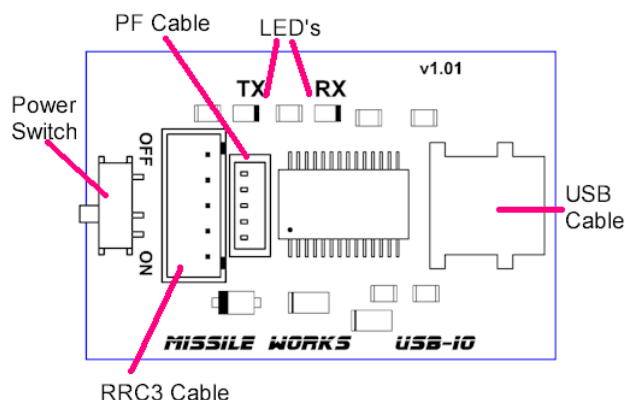 PF Cable
LED's
v1.01
TX
RX
Power
Switch
OFF
ON
USB
Cable
MISSILE WORKS
USB-IO
RRC3 Cable